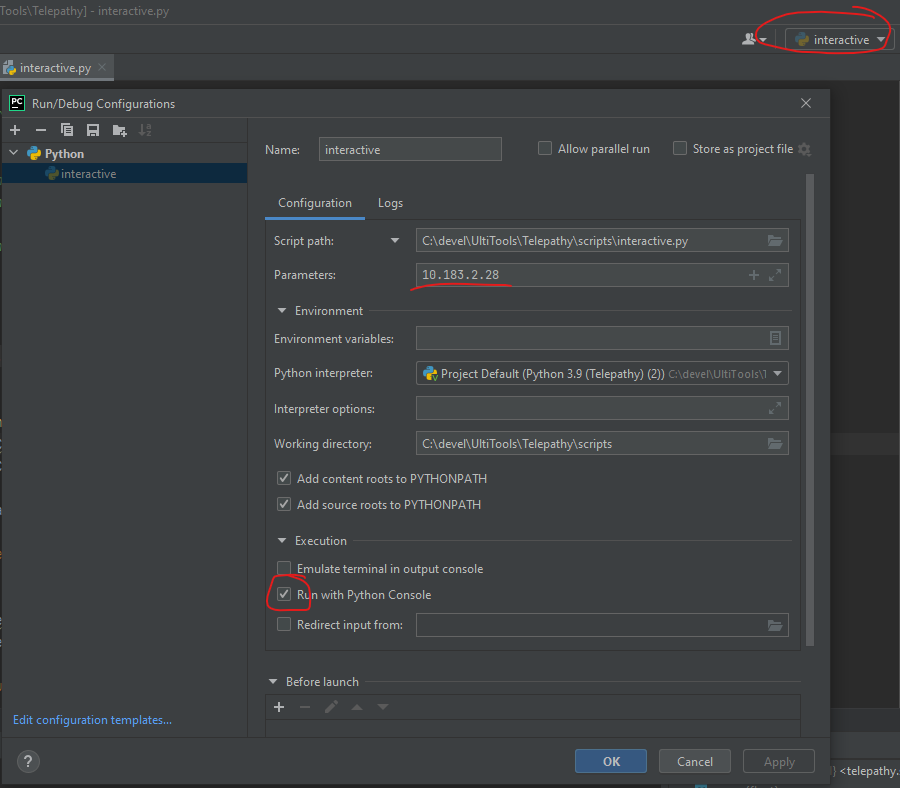 Tools\Telepathy] - interactive.py
interactive
interactive.py
PC Run/Debug Configurations
Python
interactive
Name: interactive Allow parallel run Store as project file
Configuration Logs
Script path: C:\devel\UltiTools\Telepathy\scripts\interactive.py
Parameters: 10.183.2.28
Environment
Environment variables:
Python interpreter: Project Default (Python 3.9 (Telepathy) (2)) C:\devel\UltiTools\T
Interpreter options:
Working directory: C:\devel\UltiTools\Telepathy\scripts
Add content roots to PYTHONPATH
Add source roots to PYTHONPATH
Execution
Emulate terminal in output console
Run with Python Console
Redirect input from:
Before launch
Edit configuration templates...
? OK Cancel Apply
<telepathy.